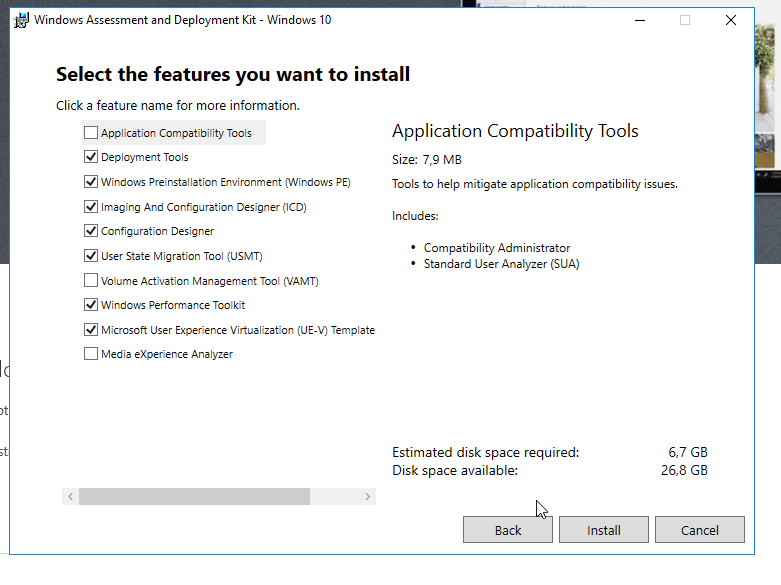 Windows Assessment and Deployment Kit - Windows 10
Select the features you want to install
Click a feature name for more information.
Application Compatibility Tools
Deployment Tools
Windows Preinstallation Environment (Windows PE)
Imaging And Configuration Designer (ICD)
Configuration Designer
User State Migration Tool (USMT)
Volume Activation Management Tool (VAMT)
Windows Performance Toolkit
Microsoft User Experience Virtualization (UE-V) Template
Media eXperience Analyzer
Application Compatibility Tools
Size: 7,9 MB
Tools to help mitigate application compatibility issues.
Includes:
• Compatibility Administrator
• Standard User Analyzer (SUA)
Estimated disk space required: 6,7 GB
Disk space available: 26,8 GB
Back
Install
Cancel